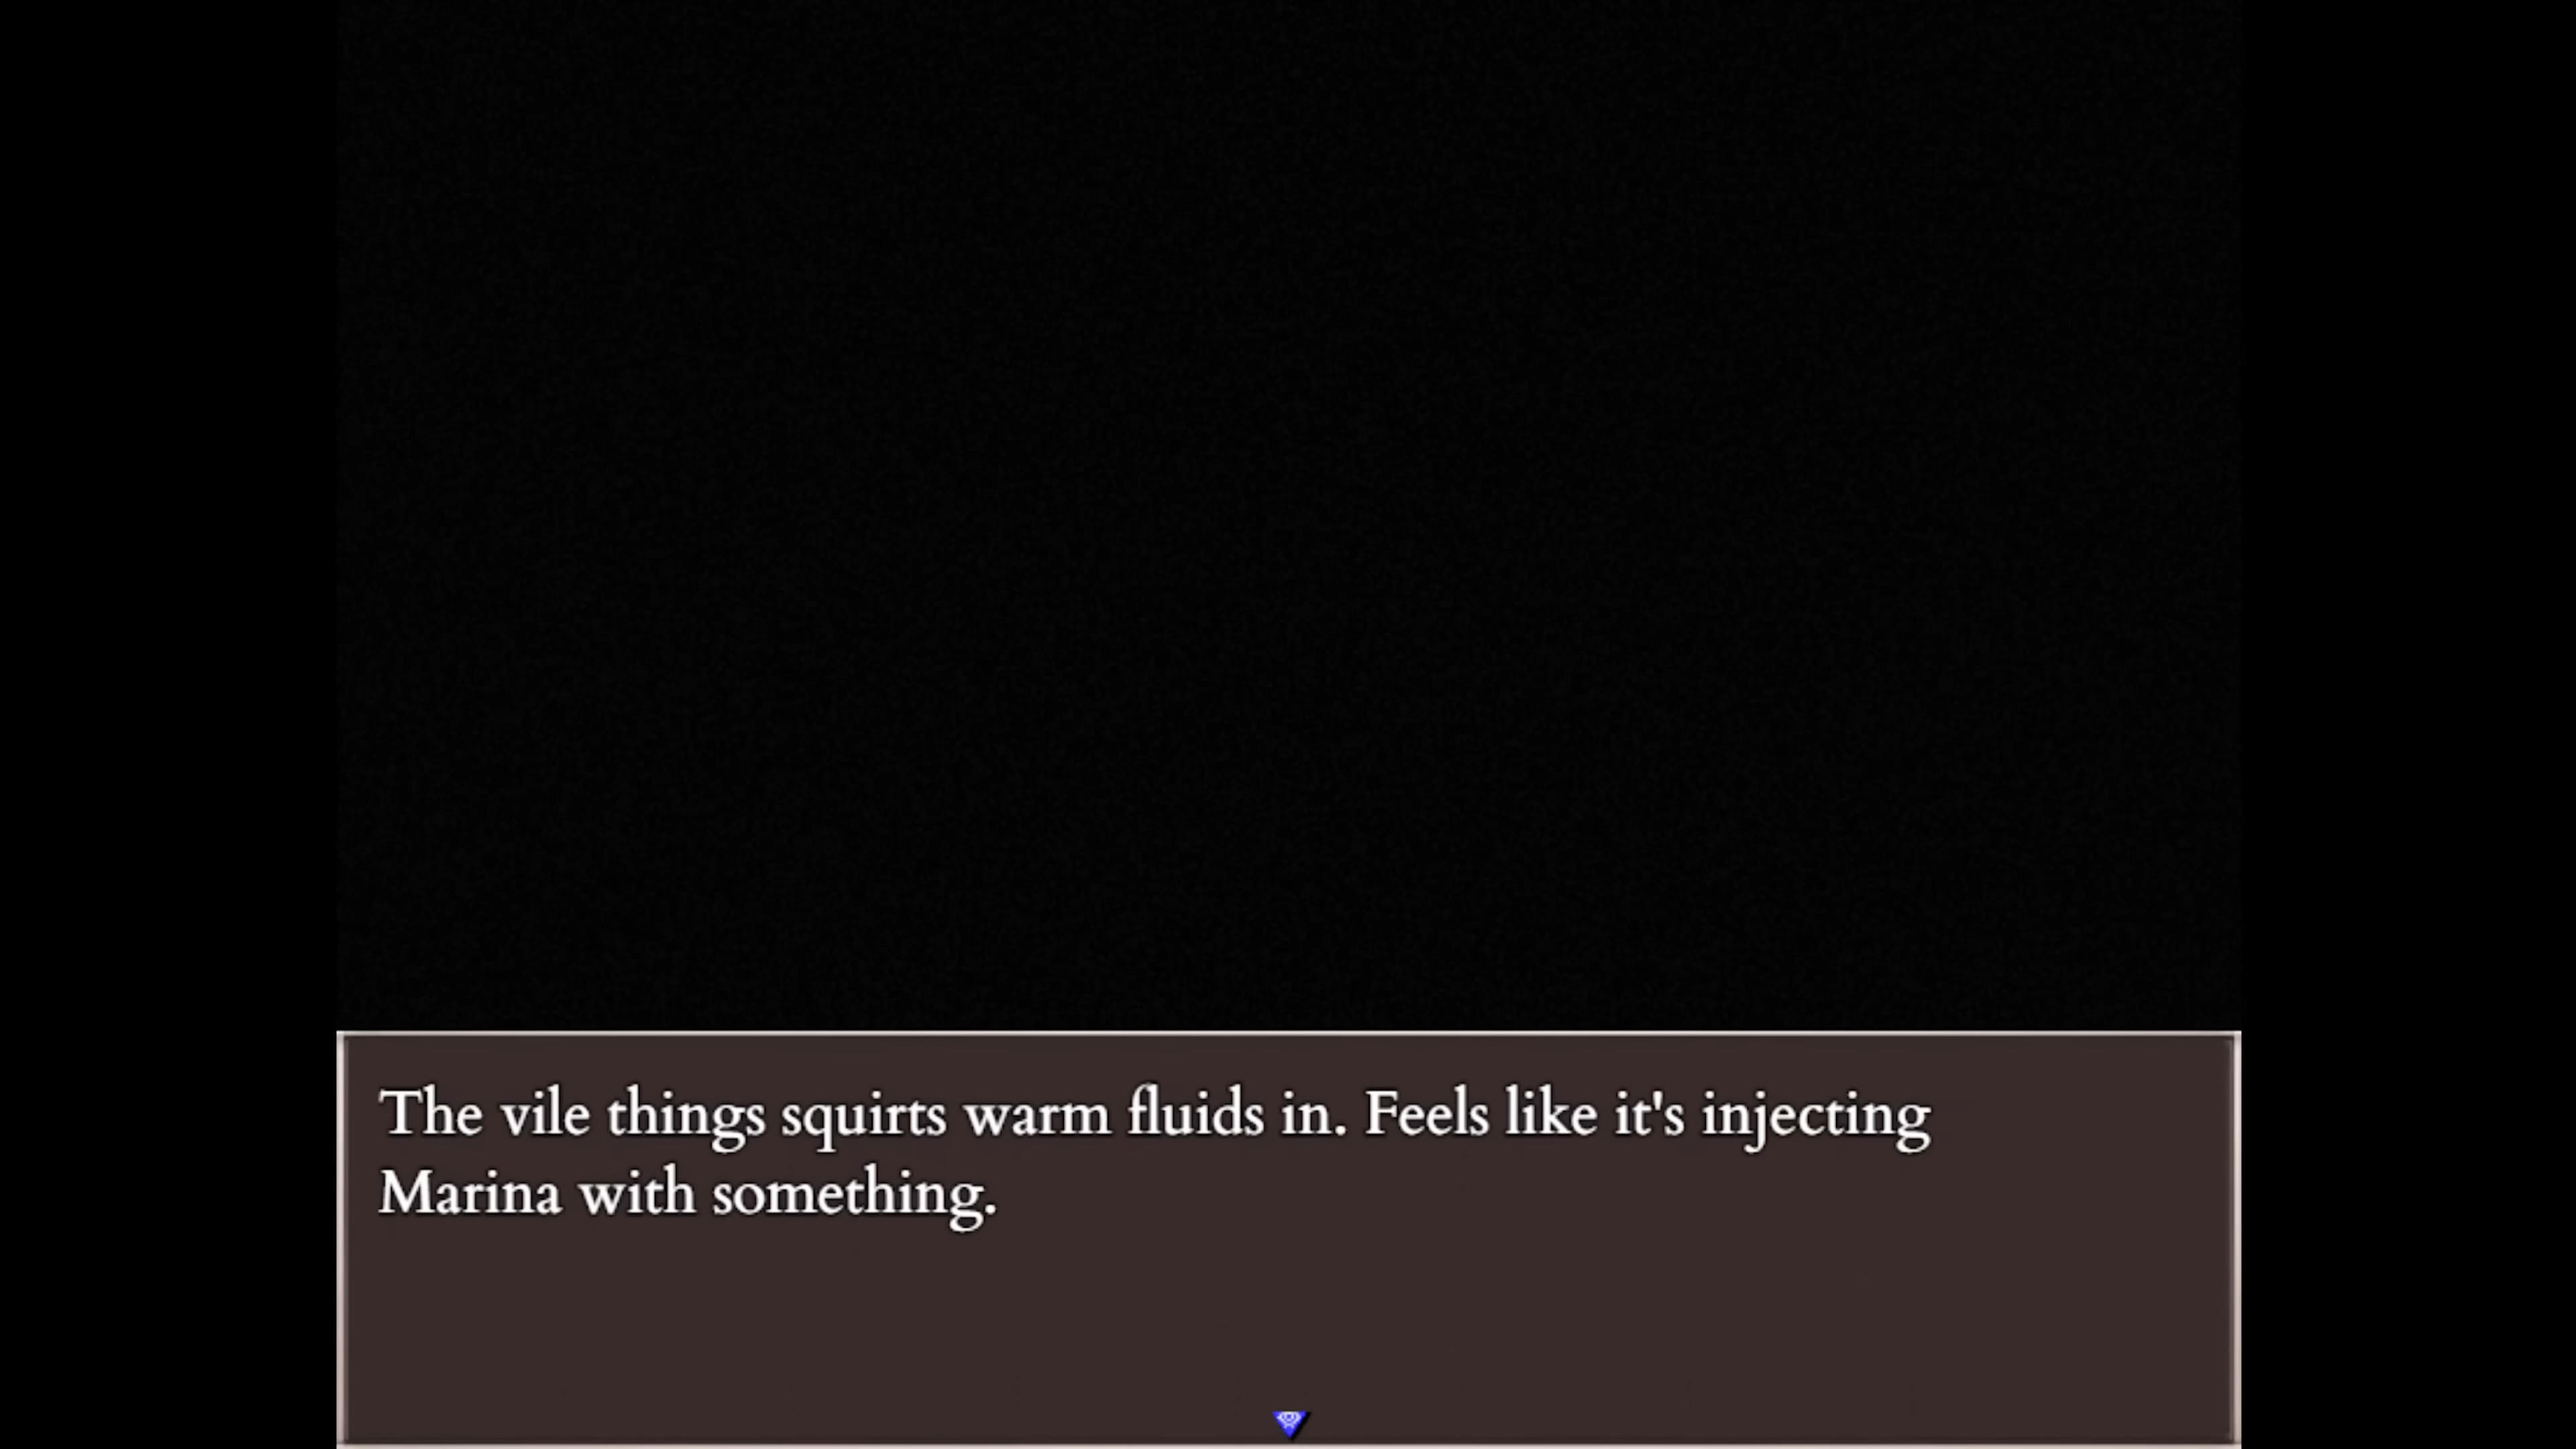 The vile things squirts warm fluids in. Feels like it's injecting
Marina with something.